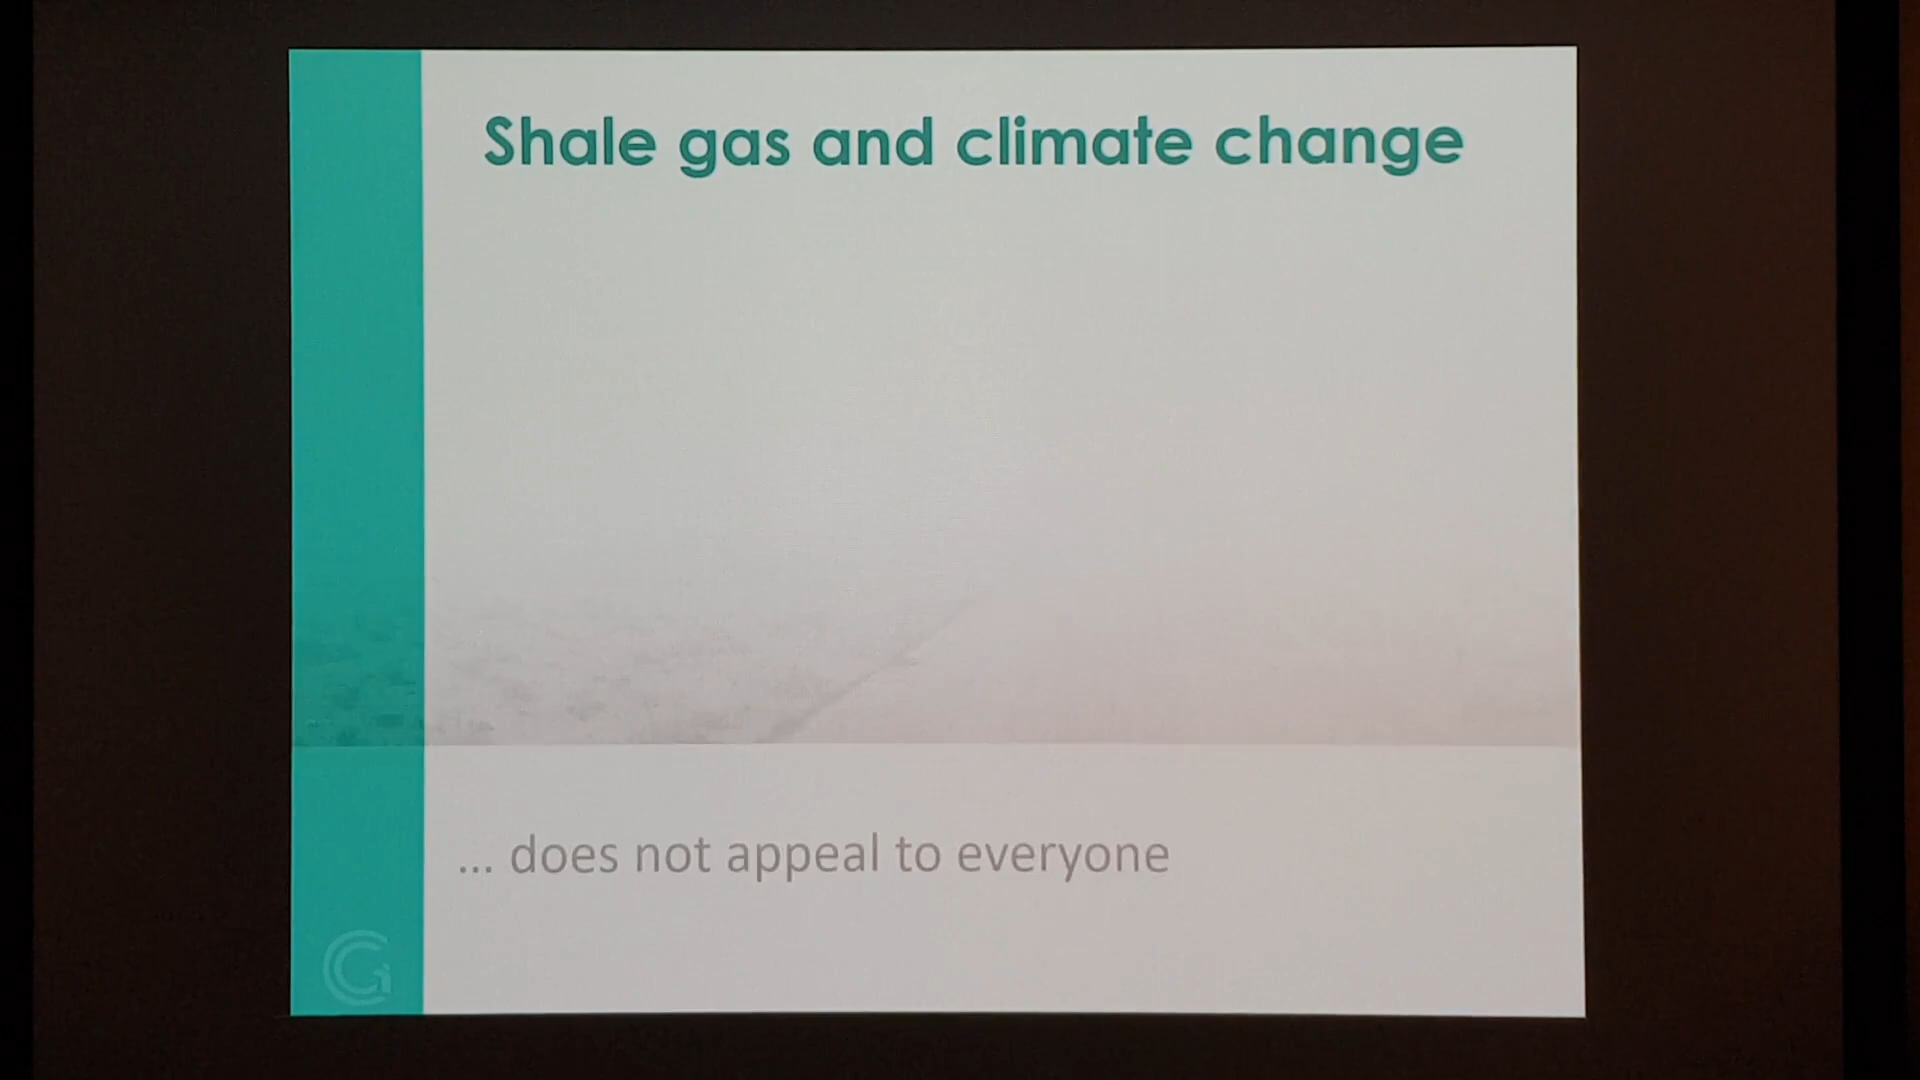 Shale gas and climate change
... does not appeal to everyone